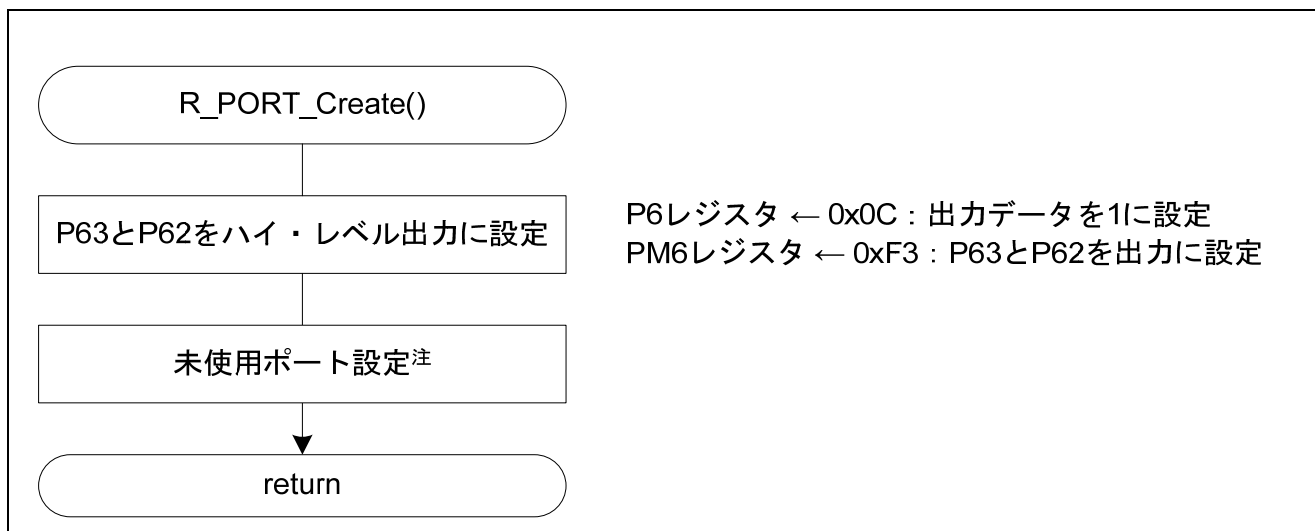 R_PORT_Create()
P63とP62をハイ・レベル出力に設定
P6レジスタ ← 0x0C：出力データを1に設定
PM6レジスタ ← 0xF3：P63とP62を出力に設定
未使用ポート設定注
return